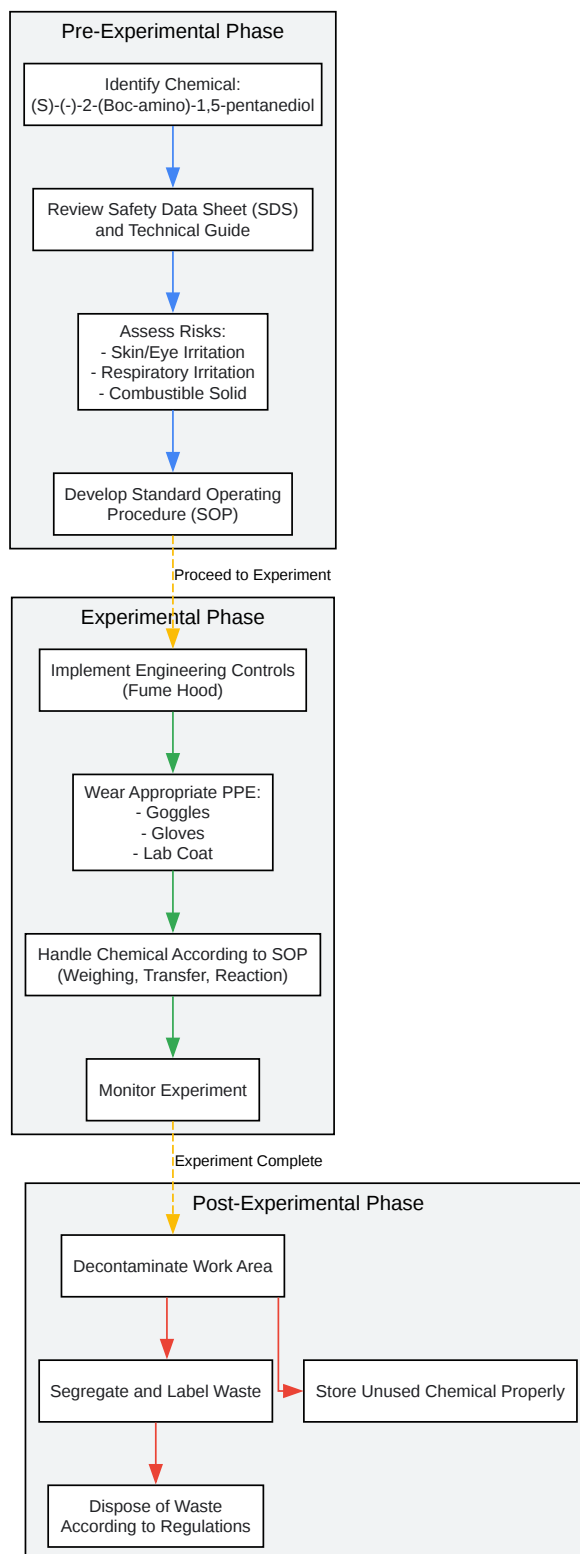 Pre-Experimental Phase
Identify Chemical:
(S)-(-)-2-(Boc-amino)-1,5-pentanediol
Review Safety Data Sheet (SDS)
and Technical Guide
Assess Risks:
- Skin/Eye Irritation
- Respiratory Irritation
- Combustible Solid
Develop Standard Operating
Procedure (SOP)
Proceed to Experiment
Experimental Phase
Implement Engineering Controls
(Fume Hood)
Wear Appropriate PPE:
- Goggles
- Gloves
- Lab Coat
Handle Chemical According to SOP
(Weighing, Transfer, Reaction)
Monitor Experiment
Experiment Complete
Post-Experimental Phase
Decontaminate Work Area
Segregate and Label Waste
Store Unused Chemical Properly
Dispose of Waste
According to Regulations